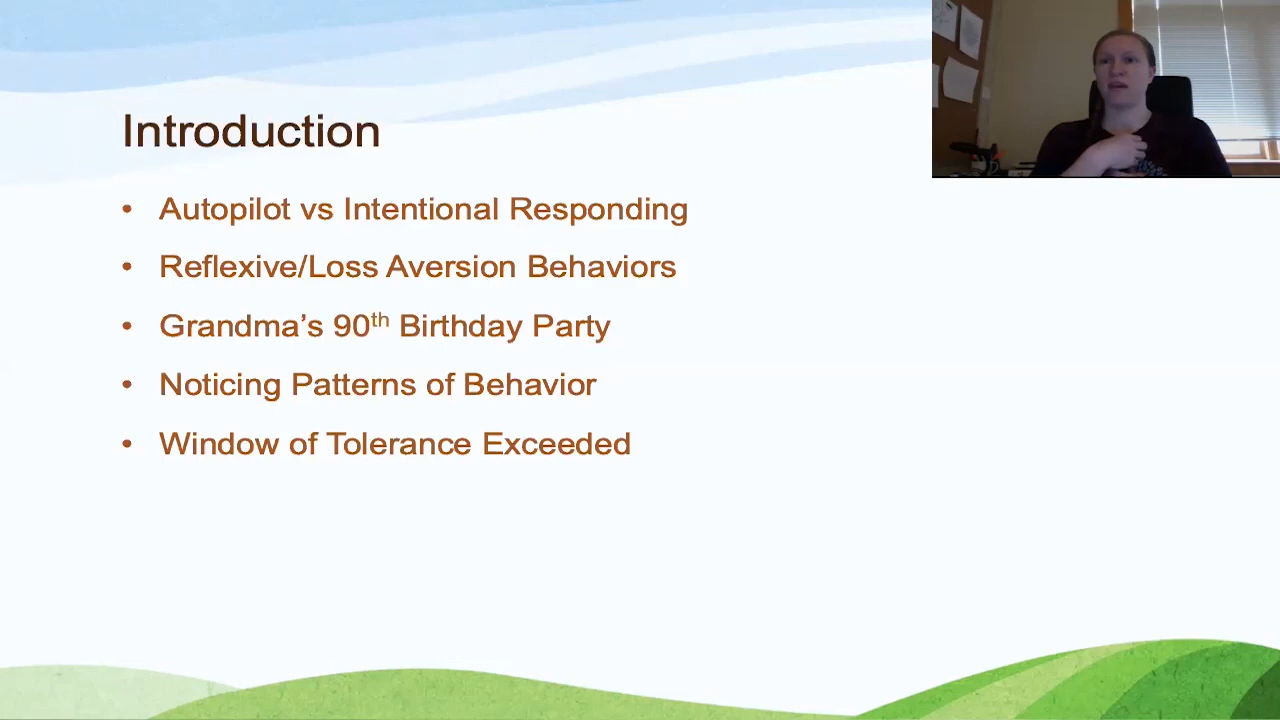 Introduction
• Autopilot vs Intentional Responding
• Reflexive/Loss Aversion Behaviors
• Grandma’s 90th Birthday Party
• Noticing Patterns of Behavior
• Window of Tolerance Exceeded